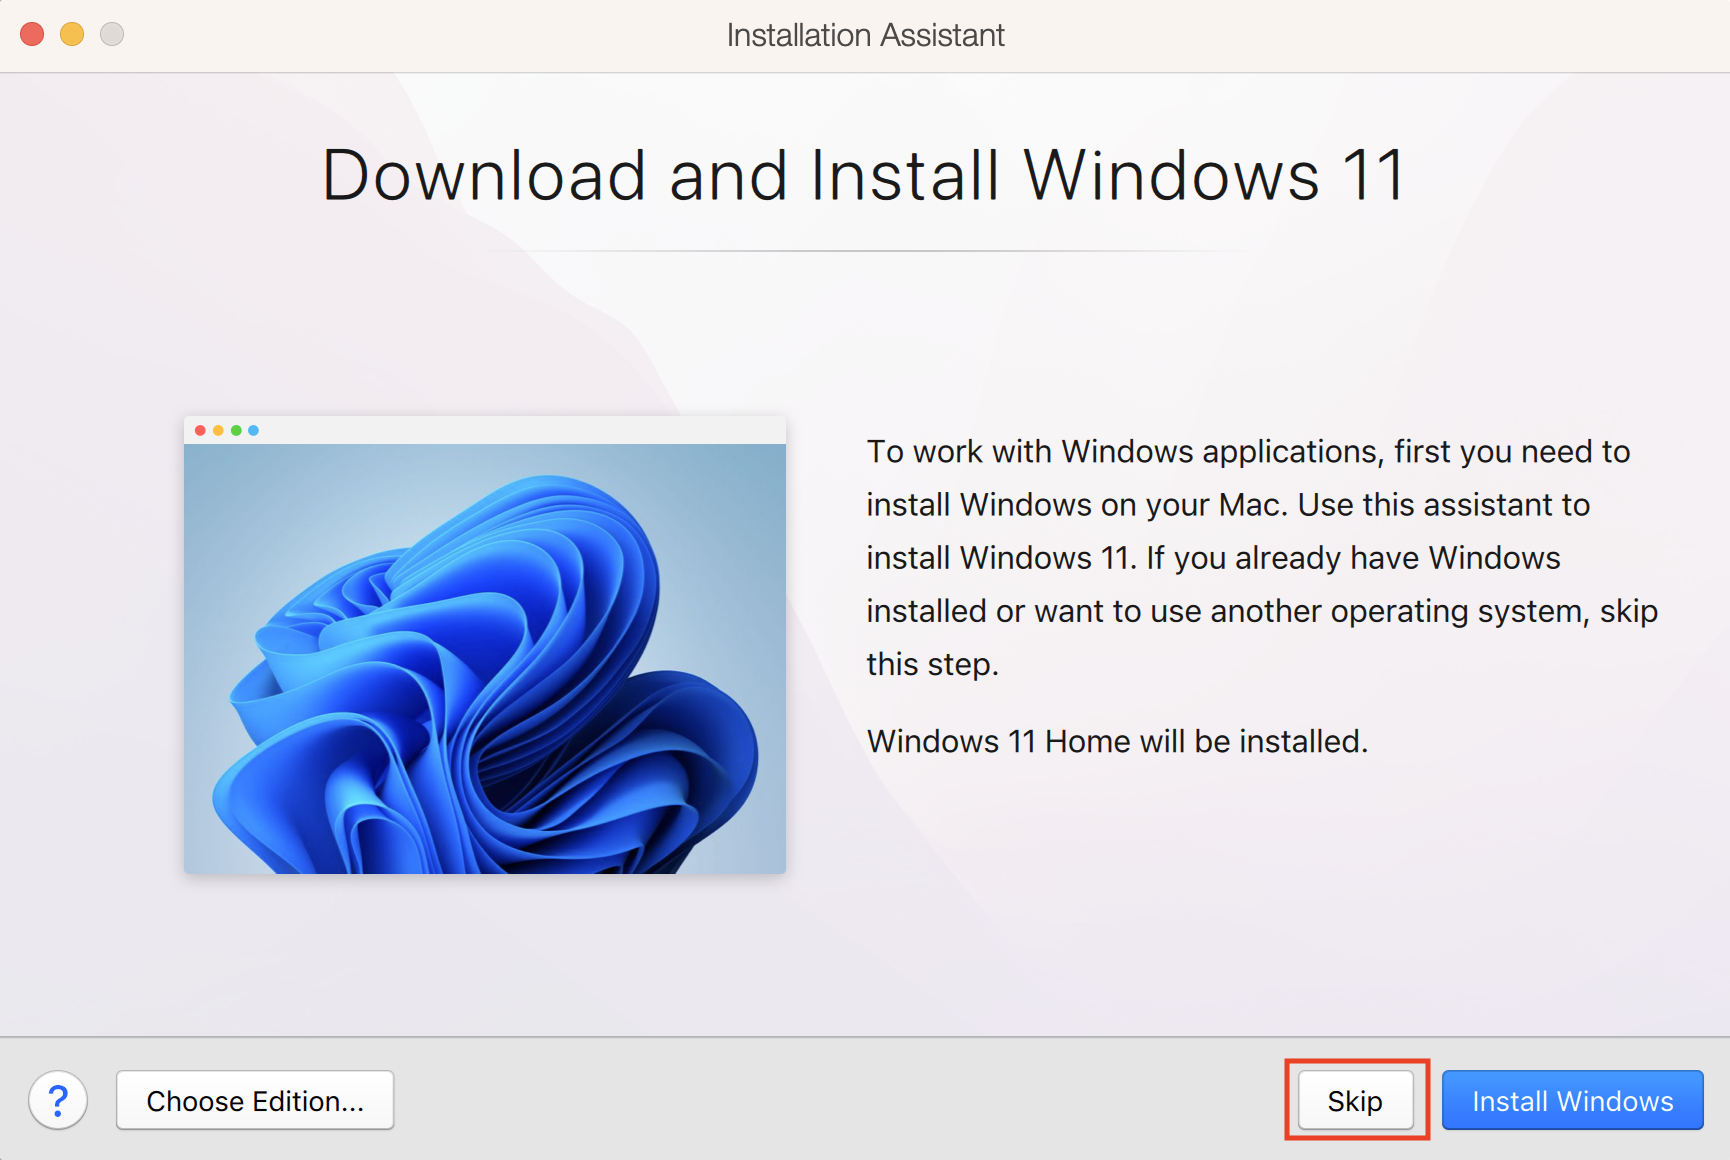 Installation Assistant
Download and Install Windows 11
To work with Windows applications, first you need to
install Windows on your Mac. Use this assistant to
install Windows 11. If you already have Windows
installed or want to use another operating system, skip
this step.
Windows 11 Home will be installed.
?
Choose Edition...
Skip
Install Windows